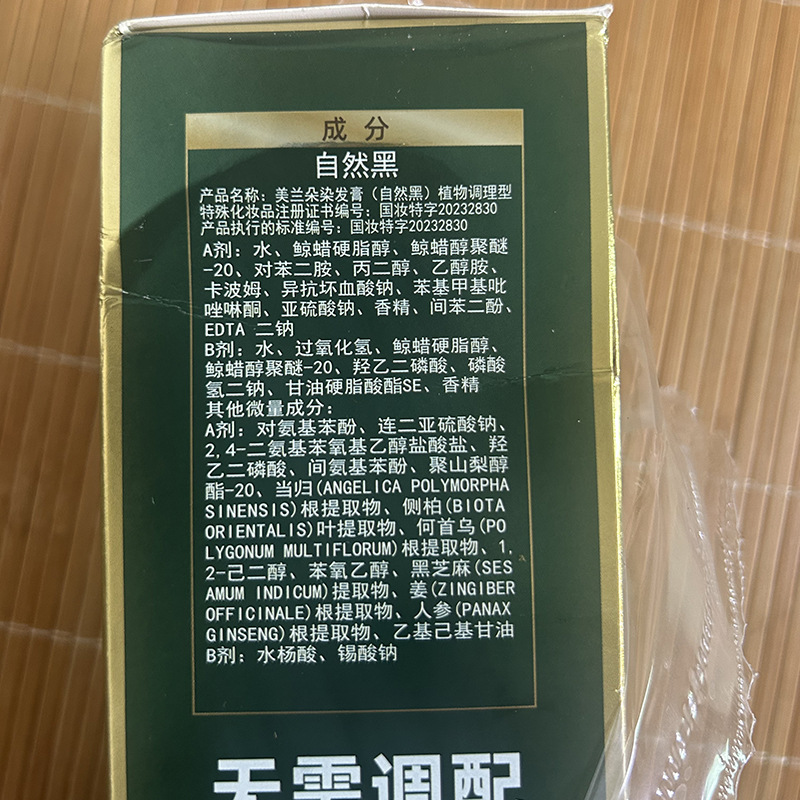 成分
自然黑
产品名称：美兰朵染发膏（自然黑）植物调理型
特殊化妆品注册证书编号：国妆特字20232830
产品执行的标准编号：国妆特字20232830
A剂：水、鲸蜡硬脂醇、鲸蜡醇聚醚
-20、对苯二胺、丙二醇、乙醇胺、
卡波姆、异抗坏血酸钠、苯基甲基吡
唑啉酮、亚硫酸钠、香精、间苯二酚、
EDTA 二钠
B剂：水、过氧化氢、鲸蜡硬脂醇、
鲸蜡醇聚醚-20、羟乙二磷酸、磷酸
氢二钠、甘油硬脂酸酯SE、香精
其他微量成分：
A剂：对氨基苯酚、连二亚硫酸钠、
2,4-二氨基苯氧基乙醇盐酸盐、羟
乙二磷酸、间氨基苯酚、聚山梨醇
酯-20、当归(ANGELICA POLYMORPHA
SINENSIS)根提取物、侧柏(BIOTA
ORIENTALIS)叶提取物、何首乌(PO
LYGONUM MULTIFLORUM)根提取物、1,
2-己二醇、苯氧乙醇、黑芝麻(SES
AMUM INDICUM)提取物、姜(ZINGIBER
OFFICINALE)根提取物、人参(PANAX
GINSENG)根提取物、乙基己基甘油
B剂：水杨酸、锡酸钠
无需调配